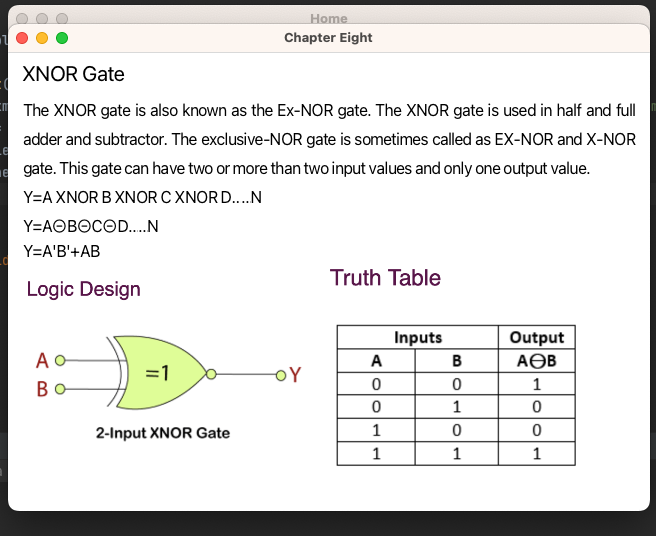 Home
Chapter Eight
XNOR Gate
The XNOR gate is also known as the Ex-NOR gate. The XNOR gate is used in half and full
adder and subtractor. The exclusive-NOR gate is sometimes called as EX-NOR and X-NOR
gate. This gate can have two or more than two input values and only one output value.
Y=A XNOR B XNOR C XNOR D....N
Y=A⊖B⊖C⊖D....N
Y=A'B'+AB
Logic Design
A
B
=1
Y
2-Input XNOR Gate
Truth Table
Inputs Output
A B A⊖B
0 0 1
0 1 0
1 0 0
1 1 1